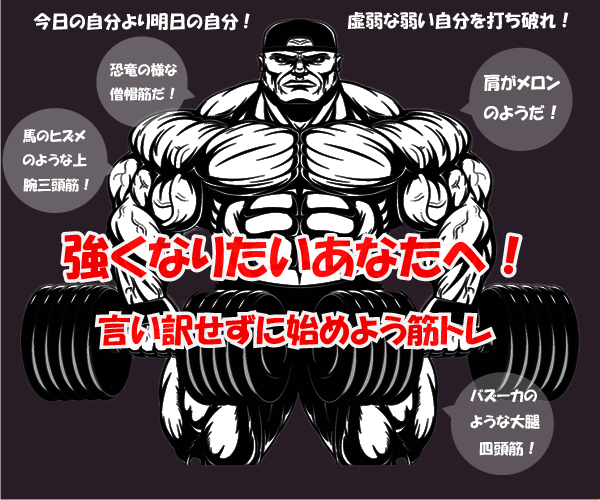 今日の自分より明日の自分！
虚弱な弱い自分を打ち破れ！
恐竜の様な
僧帽筋だ！
肩がメロン
のようだ！
馬のヒズメ
のような上
腕三頭筋！
強くなりたいあなたへ！
言い訳せずに始めよう筋トレ
バズーカの
ような大腿
四頭筋！